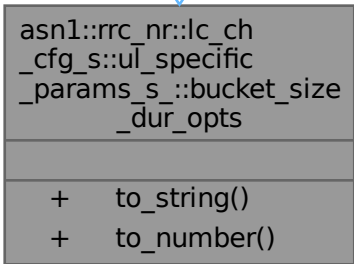 asn1::rrc_nr::lc_ch
_cfg_s::ul_specific
_params_s_::bucket_size
_dur_opts
+ to_string()
+ to_number()